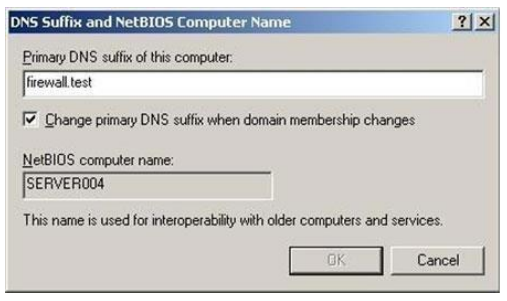 DNS Suffix and NetBIOS Computer Name
Primary DNS suffix of this computer:
firewall.test
Change primary DNS suffix when domain membership changes
NetBIOS computer name:
SERVER004
This name is used for interoperability with older computers and services.
OK
Cancel